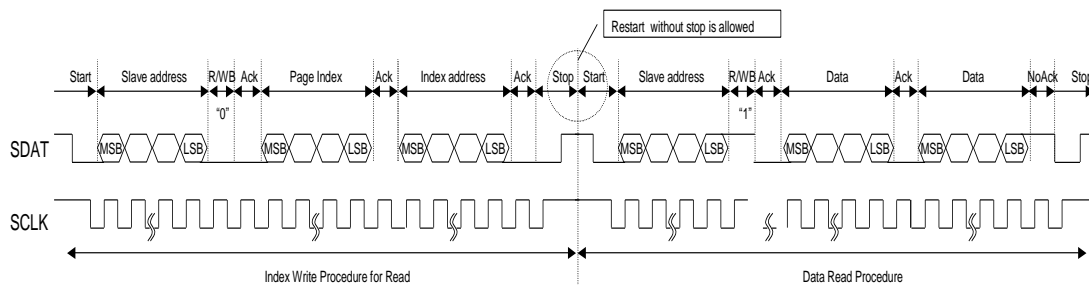 Restart without stop is allowed
Start Slave address R/WB Ack Page Index Ack Index address Ack Stop Start Slave address R/WB Ack Data Ack Data NoAck Stop
“0” “1”
SDAT MSB LSB MSB LSB MSB LSB MSB LSB MSB LSB MSB LSB
SCLK
Index Write Procedure for Read Data Read Procedure